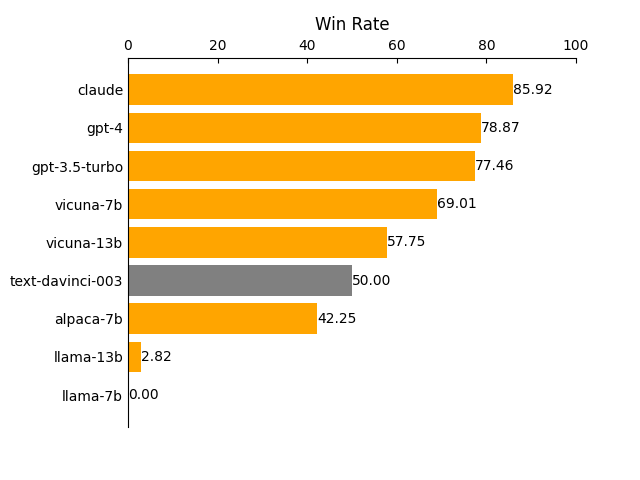 Win Rate
0 20 40 60 80 100
claude 85.92
gpt-4 78.87
gpt-3.5-turbo 77.46
vicuna-7b 69.01
vicuna-13b 57.75
text-davinci-003 50.00
alpaca-7b 42.25
llama-13b 2.82
llama-7b 0.00